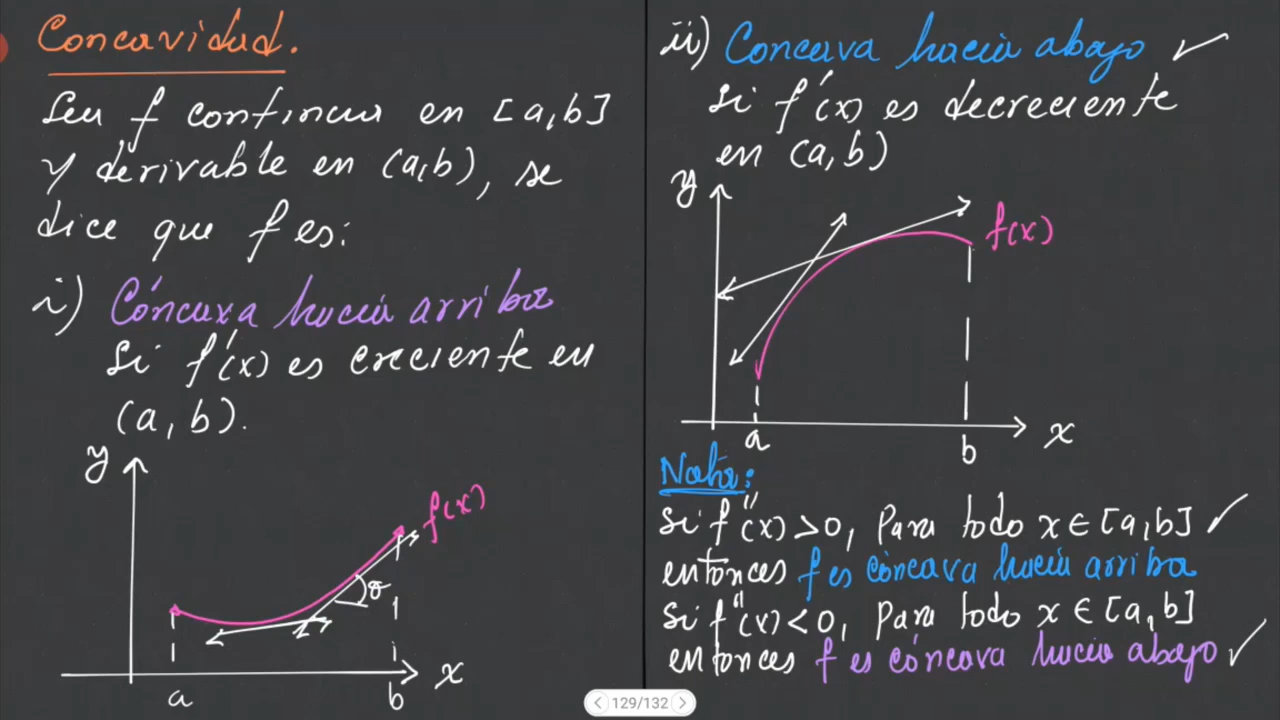 Concavidad.
Sea f continua en [a,b]
y derivable en (a,b), se
dice que f es:
i) Cóncava hacia arriba
si f'(x) es creciente en
(a, b).
y
f(x)
θ
a
b
x
ii) Concava hacia abajo ✓
si f'(x) es decreciente
en (a, b)
y
f(x)
a
b
x
Nota:
Si f''(x) > 0, para todo x ∈ [a,b] ✓
entonces f es cóncava hacia arriba
Si f''(x) < 0, para todo x ∈ [a,b]
entonces f es cóncava hacia abajo ✓
129/132